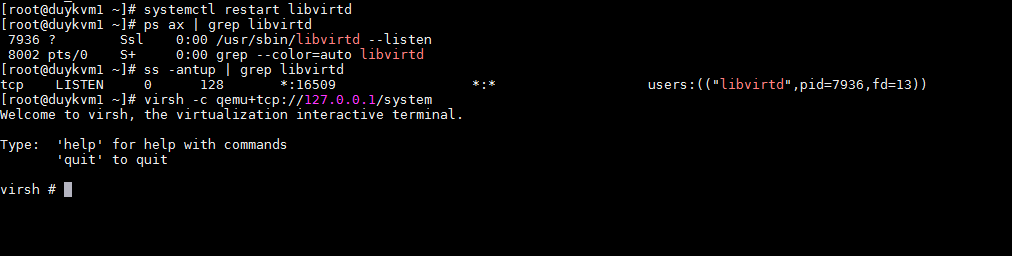 [root@duykvm1 ~]# systemctl restart libvirtd
[root@duykvm1 ~]# ps ax | grep libvirtd
 7936 ?        Ssl    0:00 /usr/sbin/libvirtd --listen
 8002 pts/0    S+     0:00 grep --color=auto libvirtd
[root@duykvm1 ~]# ss -antup | grep libvirtd
tcp    LISTEN     0      128       *:16509                 *:*                   users:(("libvirtd",pid=7936,fd=13))
[root@duykvm1 ~]# virsh -c qemu+tcp://127.0.0.1/system
Welcome to virsh, the virtualization interactive terminal.
Type:  'help' for help with commands
       'quit' to quit
virsh #